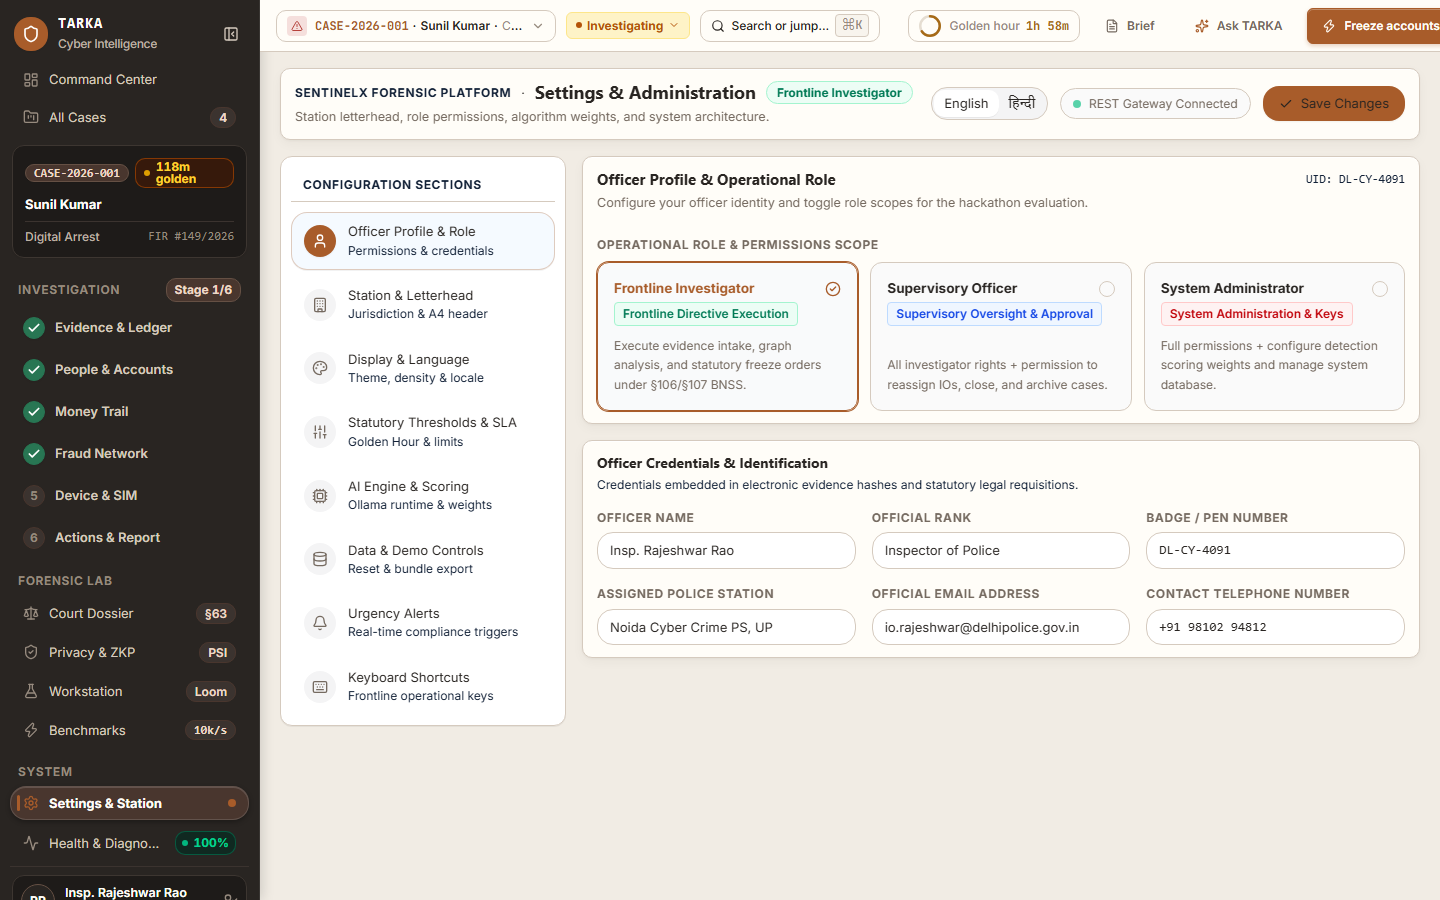 TARKA
Cyber Intelligence
Command Center
All Cases 4
CASE-2026-001 118m golden
Sunil Kumar
Digital Arrest FIR #149/2026
INVESTIGATION Stage 1/6
Evidence & Ledger
People & Accounts
Money Trail
Fraud Network
5 Device & SIM
6 Actions & Report
FORENSIC LAB
Court Dossier §63
Privacy & ZKP PSI
Workstation Loom
Benchmarks 10k/s
SYSTEM
Settings & Station
Health & Diagno... 100%
Insp. Rajeshwar Rao
CASE-2026-001 · Sunil Kumar · C...
Investigating
Search or jump... ⌘K
Golden hour 1h 58m
Brief
Ask TARKA
Freeze accounts
SENTINELX FORENSIC PLATFORM · Settings & Administration Frontline Investigator
Station letterhead, role permissions, algorithm weights, and system architecture.
English हिन्दी
REST Gateway Connected
Save Changes
CONFIGURATION SECTIONS
Officer Profile & Role
Permissions & credentials
Station & Letterhead
Jurisdiction & A4 header
Display & Language
Theme, density & locale
Statutory Thresholds & SLA
Golden Hour & limits
AI Engine & Scoring
Ollama runtime & weights
Data & Demo Controls
Reset & bundle export
Urgency Alerts
Real-time compliance triggers
Keyboard Shortcuts
Frontline operational keys
Officer Profile & Operational Role UID: DL-CY-4091
Configure your officer identity and toggle role scopes for the hackathon evaluation.
OPERATIONAL ROLE & PERMISSIONS SCOPE
Frontline Investigator
Frontline Directive Execution
Execute evidence intake, graph
analysis, and statutory freeze orders
under §106/§107 BNSS.
Supervisory Officer
Supervisory Oversight & Approval
All investigator rights + permission to
reassign IOs, close, and archive cases.
System Administrator
System Administration & Keys
Full permissions + configure detection
scoring weights and manage system
database.
Officer Credentials & Identification
Credentials embedded in electronic evidence hashes and statutory legal requisitions.
OFFICER NAME
Insp. Rajeshwar Rao
OFFICIAL RANK
Inspector of Police
BADGE / PEN NUMBER
DL-CY-4091
ASSIGNED POLICE STATION
Noida Cyber Crime PS, UP
OFFICIAL EMAIL ADDRESS
io.rajeshwar@delhipolice.gov.in
CONTACT TELEPHONE NUMBER
+91 98102 94812